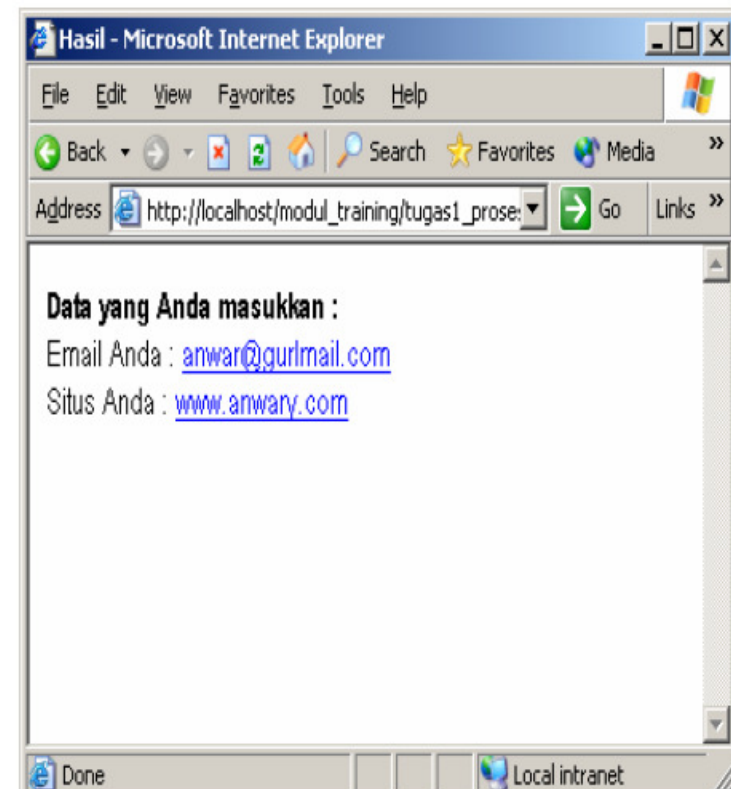 Hasil - Microsoft Internet Explorer
File Edit View Favorites Tools Help
Back Search Favorites Media »
Address http://localhost/modul_training/tugas1_prose: Go Links »
Data yang Anda masukkan :
Email Anda : anwar@gurlmail.com
Situs Anda : www.anwary.com
Done Local intranet